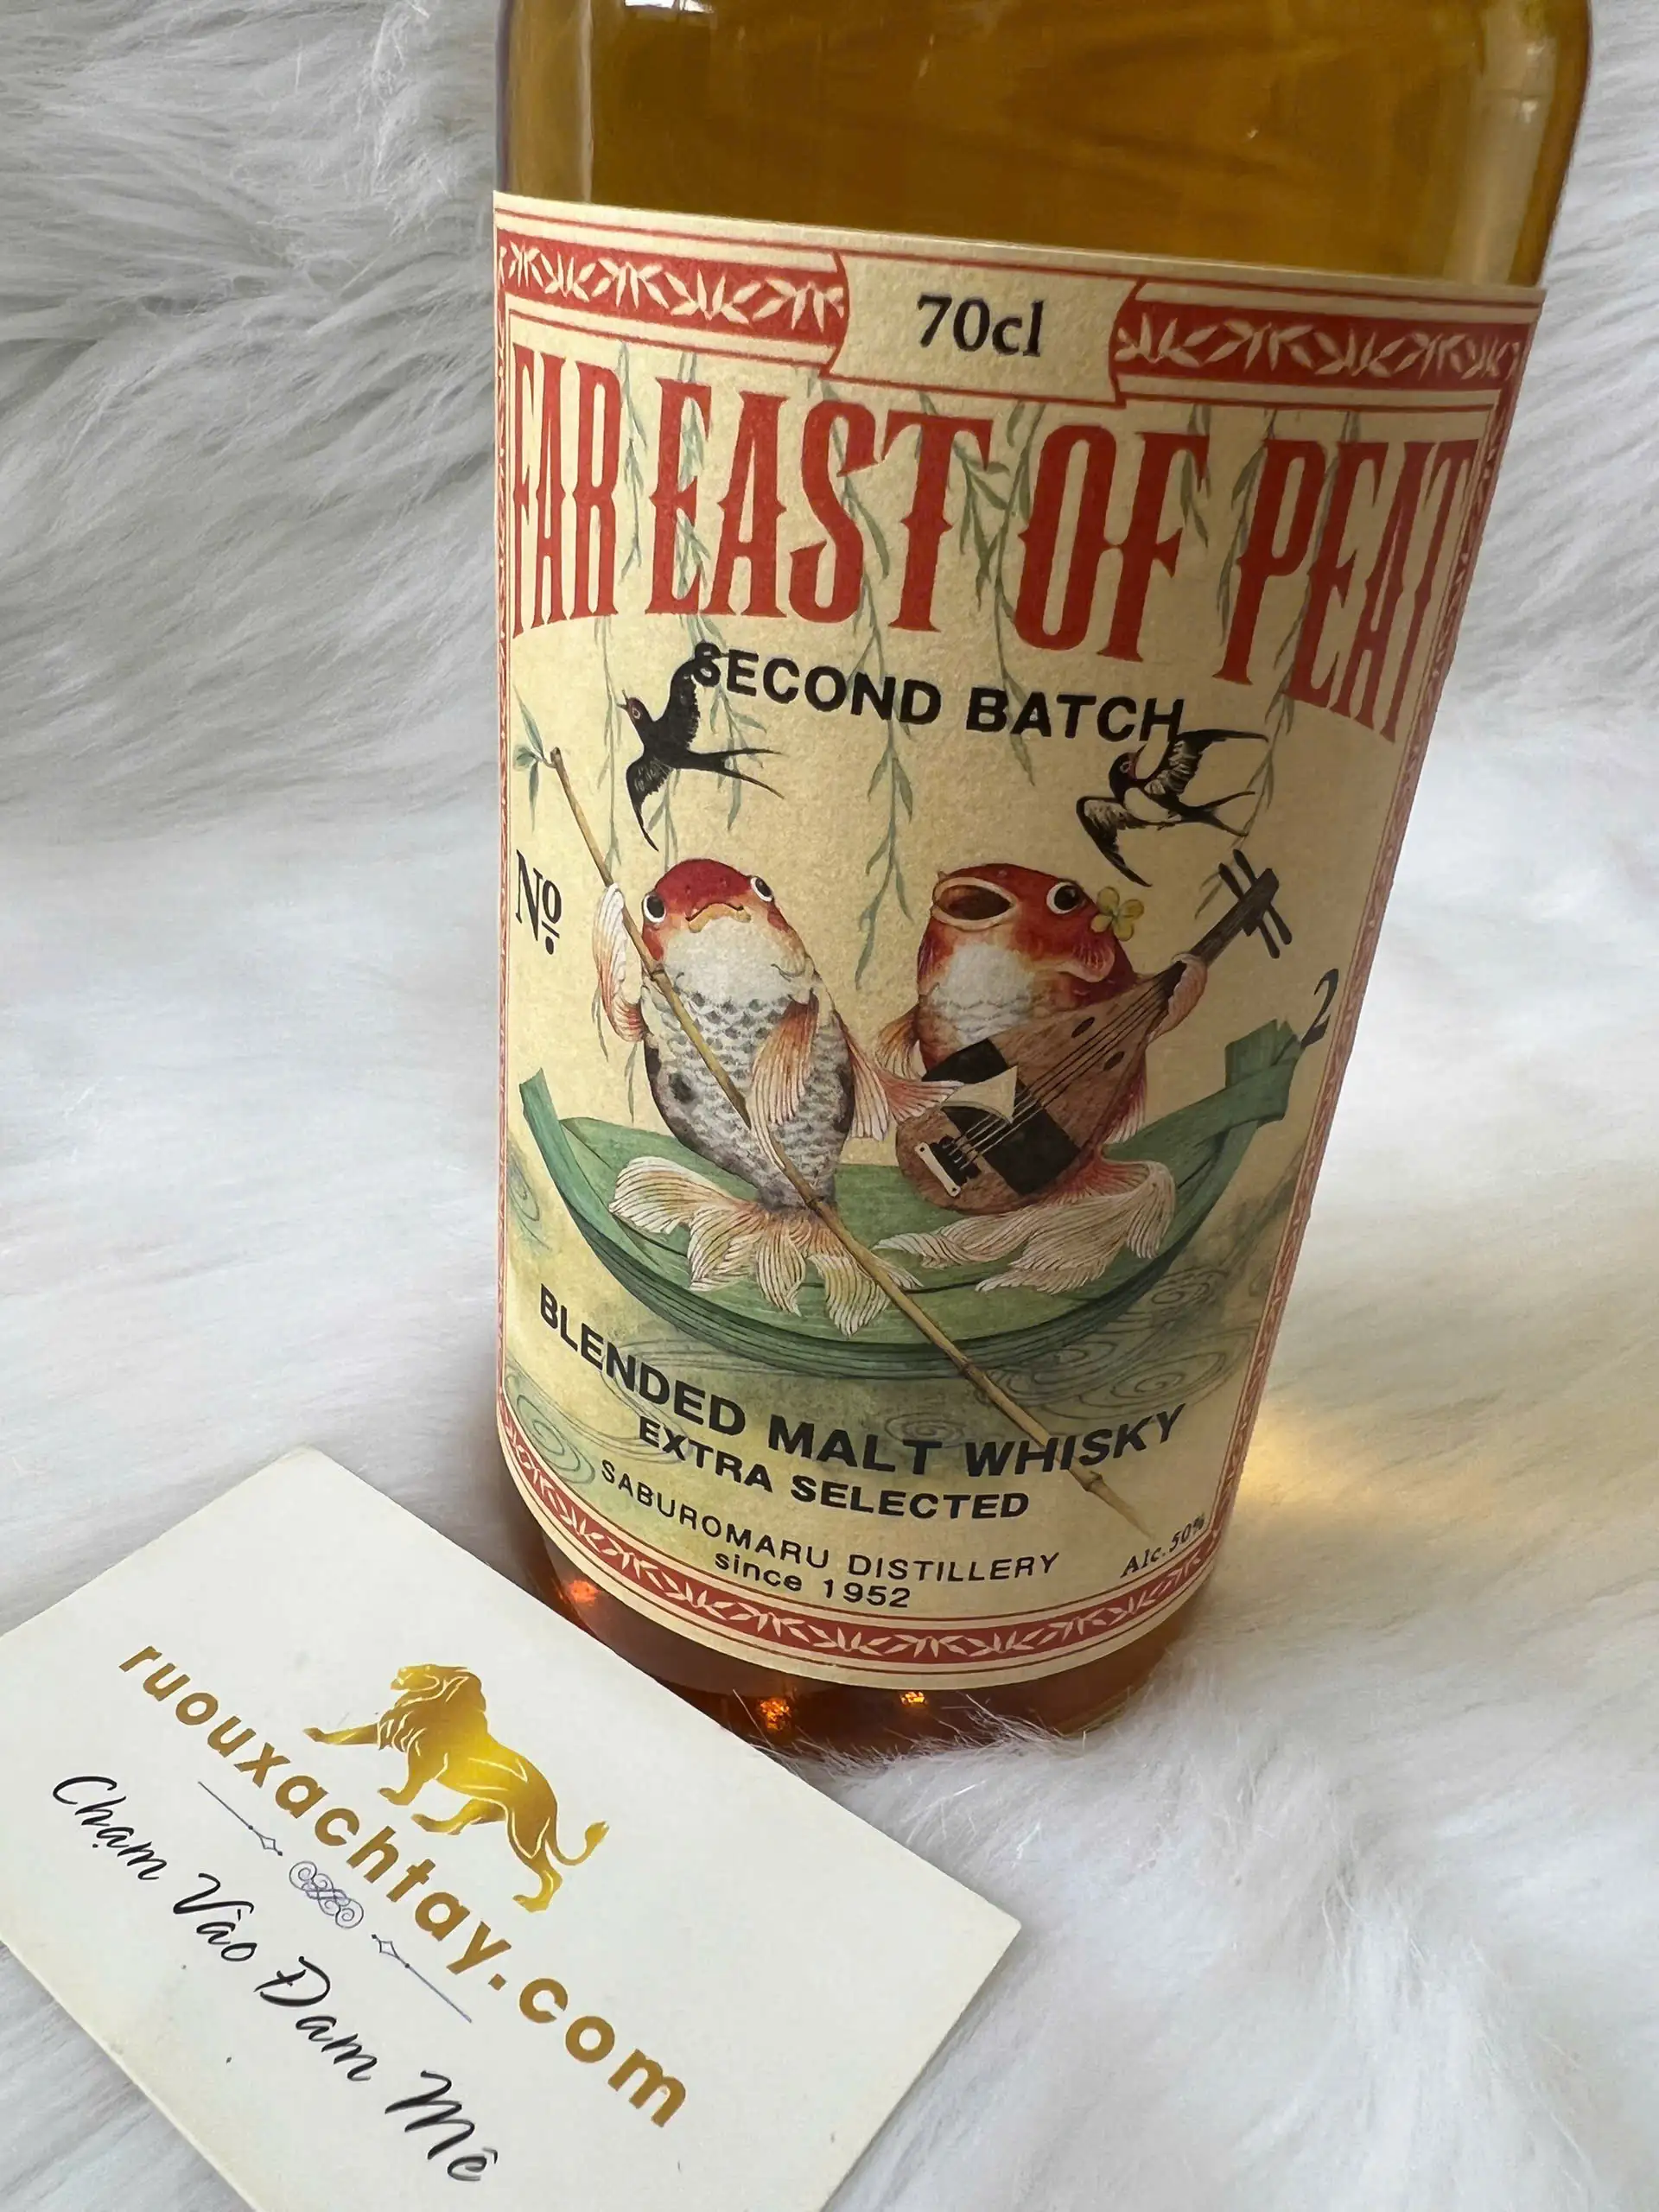 70cl
FAR EAST OF PEAT
SECOND BATCH
Nº
2
BLENDED MALT WHISKY
EXTRA SELECTED
SABUROMARU DISTILLERY
since 1952
Alc.50%
ruouxachtay.com
Chạm Vào Đam Mê